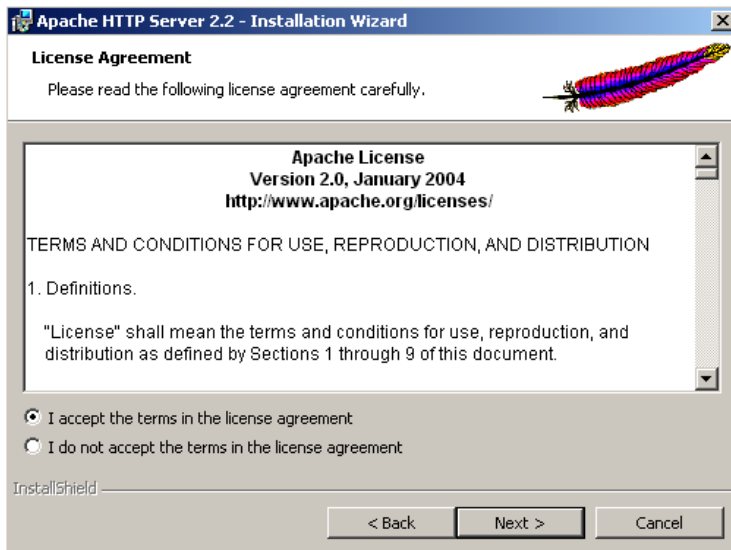 Apache HTTP Server 2.2 - Installation Wizard
License Agreement
Please read the following license agreement carefully.
Apache License
Version 2.0, January 2004
http://www.apache.org/licenses/
TERMS AND CONDITIONS FOR USE, REPRODUCTION, AND DISTRIBUTION
1. Definitions.
"License" shall mean the terms and conditions for use, reproduction, and
distribution as defined by Sections 1 through 9 of this document.
I accept the terms in the license agreement
I do not accept the terms in the license agreement
InstallShield
< Back Next > Cancel